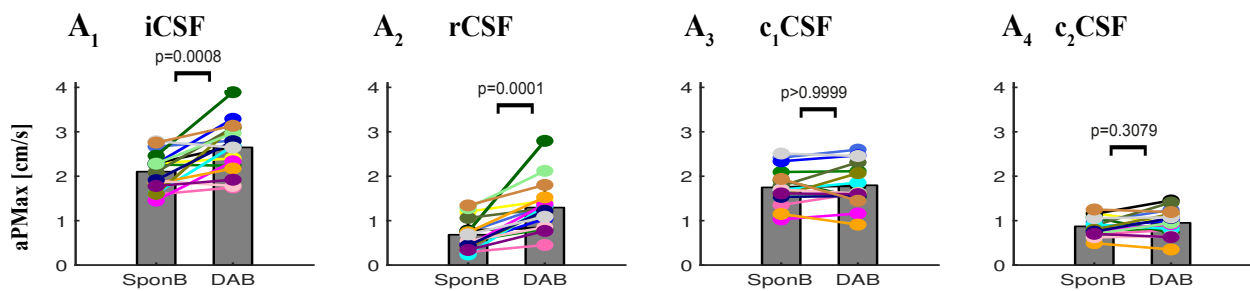 A1 iCSF
p=0.0008
aPMax [cm/s]
4
3
2
1
0
SponB DAB
A2 rCSF
p=0.0001
4
3
2
1
0
SponB DAB
A3 c1CSF
p>0.9999
4
3
2
1
0
SponB DAB
A4 c2CSF
p=0.3079
4
3
2
1
0
SponB DAB